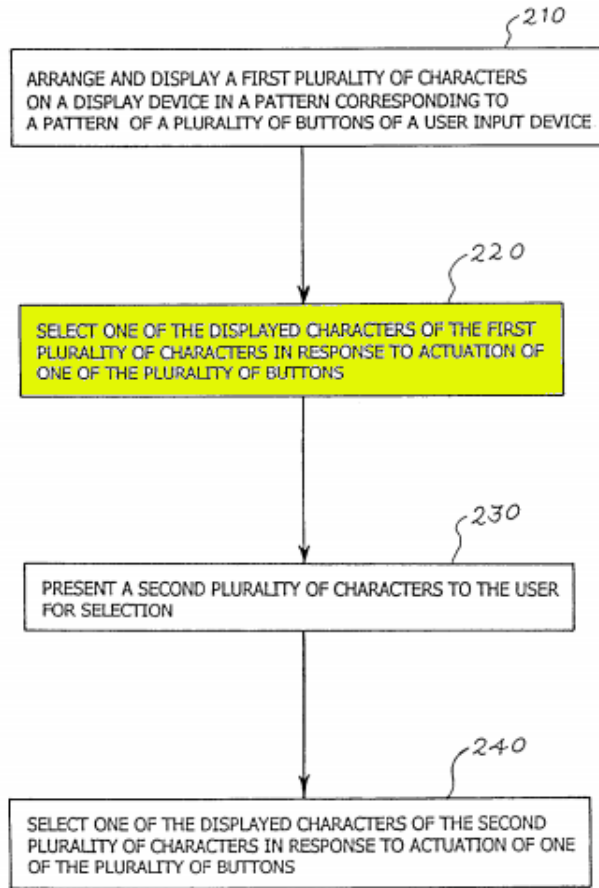 210
ARRANGE AND DISPLAY A FIRST PLURALITY OF CHARACTERS
ON A DISPLAY DEVICE IN A PATTERN CORRESPONDING TO
A PATTERN OF A PLURALITY OF BUTTONS OF A USER INPUT DEVICE
220
SELECT ONE OF THE DISPLAYED CHARACTERS OF THE FIRST
PLURALITY OF CHARACTERS IN RESPONSE TO ACTUATION OF
ONE OF THE PLURALITY OF BUTTONS
230
PRESENT A SECOND PLURALITY OF CHARACTERS TO THE USER
FOR SELECTION
240
SELECT ONE OF THE DISPLAYED CHARACTERS OF THE SECOND
PLURALITY OF CHARACTERS IN RESPONSE TO ACTUATION OF ONE
OF THE PLURALITY OF BUTTONS